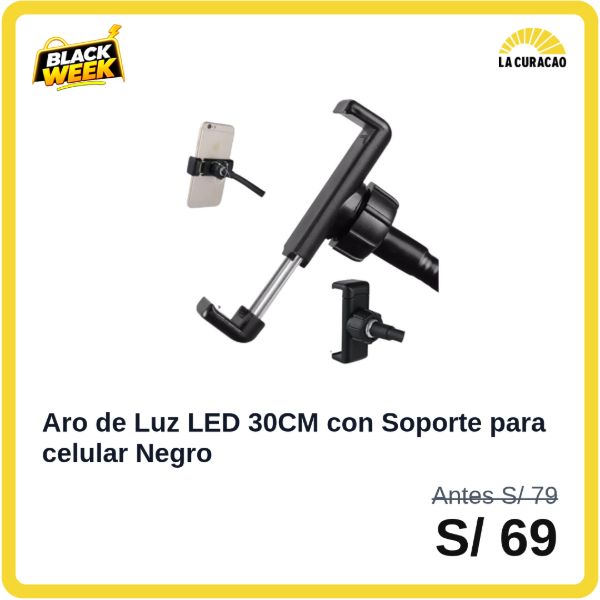 BLACK
WEEK
LA CURACAO
Aro de Luz LED 30CM con Soporte para
celular Negro
Antes S/ 79
S/ 69